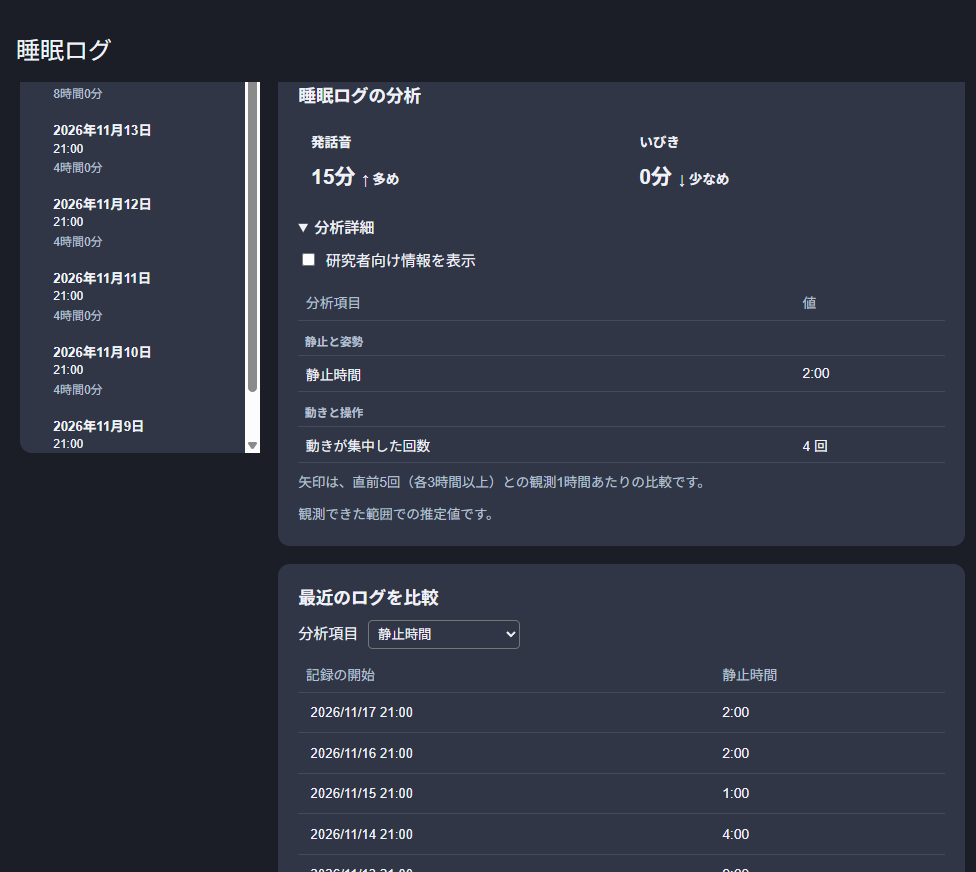 睡眠ログ
8時間0分
2026年11月13日
21:00
4時間0分
2026年11月12日
21:00
4時間0分
2026年11月11日
21:00
4時間0分
2026年11月10日
21:00
4時間0分
2026年11月9日
21:00
睡眠ログの分析
発話音
15分 ↑多め
いびき
0分 ↓少なめ
▼ 分析詳細
研究者向け情報を表示
分析項目 値
静止と姿勢
静止時間 2:00
動きと操作
動きが集中した回数 4 回
矢印は、直前5回（各3時間以上）との観測1時間あたりの比較です。
観測できた範囲での推定値です。
最近のログを比較
分析項目 静止時間
記録の開始 静止時間
2026/11/17 21:00 2:00
2026/11/16 21:00 2:00
2026/11/15 21:00 1:00
2026/11/14 21:00 4:00